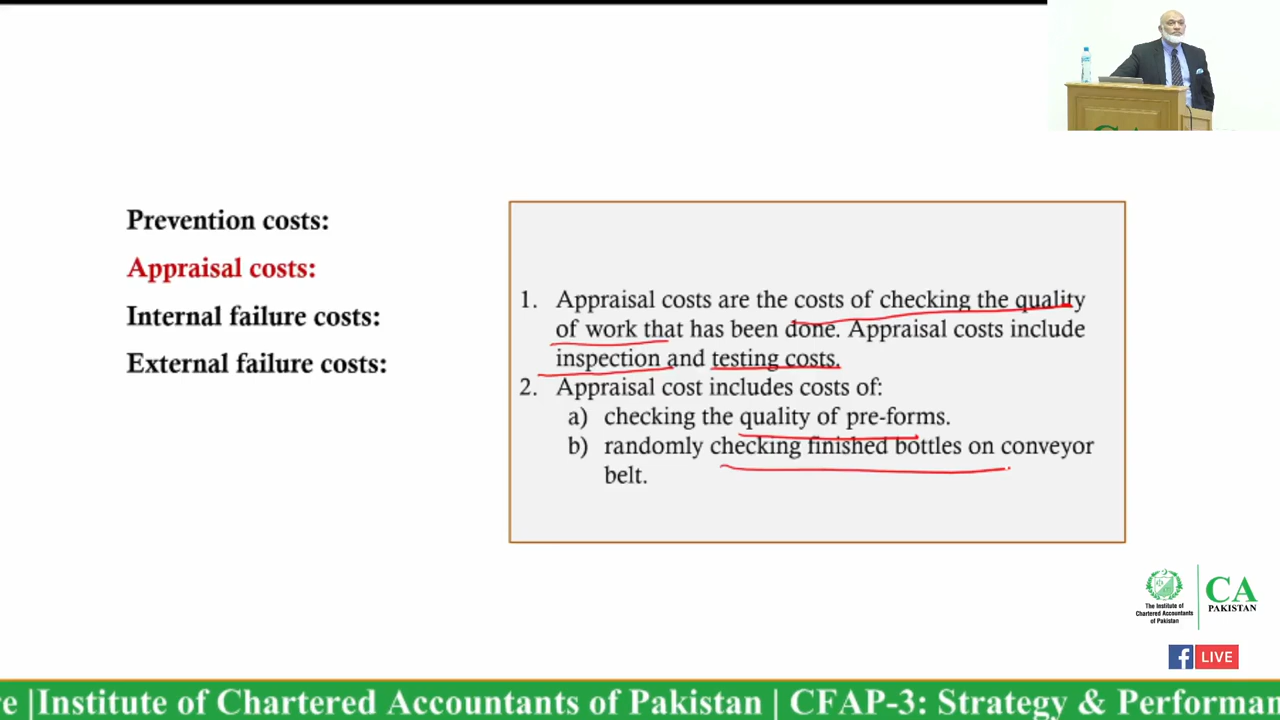 Prevention costs:
Appraisal costs:
Internal failure costs:
External failure costs:
1. Appraisal costs are the costs of checking the quality
of work that has been done. Appraisal costs include
inspection and testing costs.
2. Appraisal cost includes costs of:
a) checking the quality of pre-forms.
b) randomly checking finished bottles on conveyor
belt.
The Institute of
Chartered Accountants
of Pakistan
CA
PAKISTAN
f LIVE
re |Institute of Chartered Accountants of Pakistan | CFAP-3: Strategy & Performan